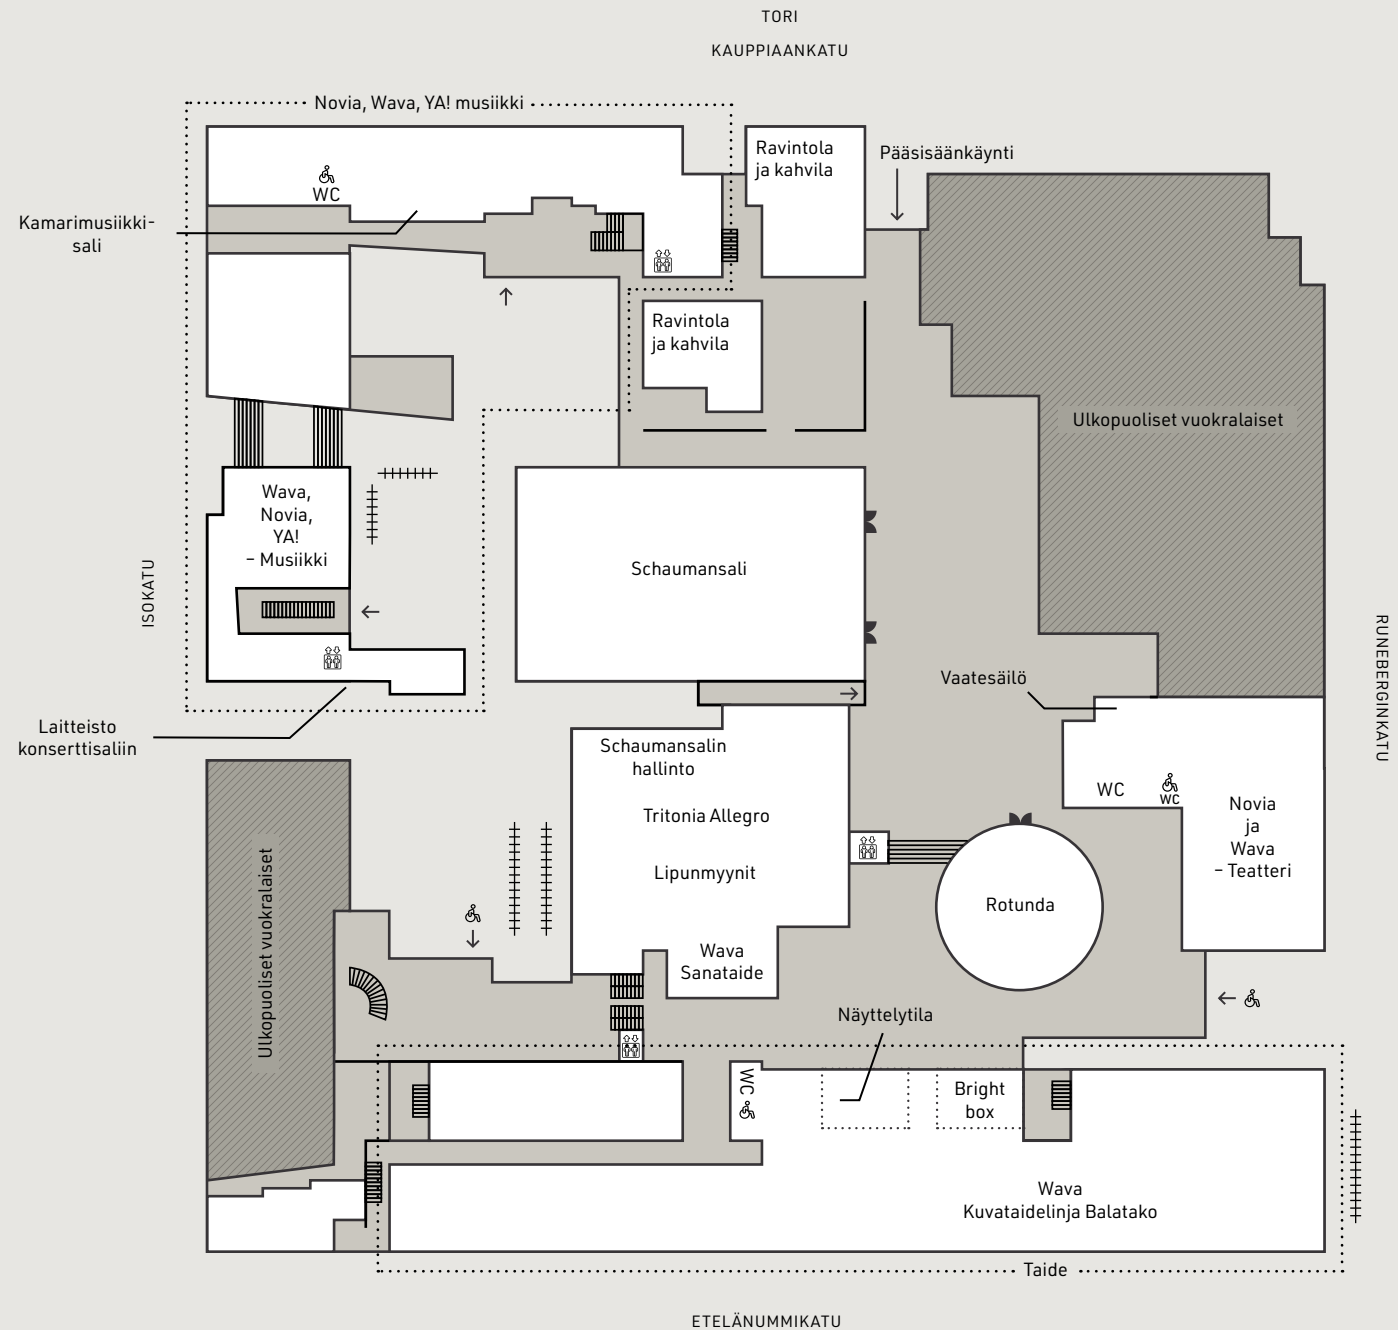 TORI
KAUPPIAANKATU
Novia, Wava, YA! musiikki
Ravintola
ja kahvila
Pääsisäänkäynti
WC
Kamarimusiikki-
sali
Ravintola
ja kahvila
Ulkopuoliset vuokralaiset
Wava,
Novia,
YA!
– Musiikki
ISOKATU
Schaumansali
RUNEBERGINKATU
Vaatesäilö
Laitteisto
konserttisaliin
Schaumansalin
hallinto
Tritonia Allegro
Lipunmyynit
WC
WC
Novia
ja
Wava
– Teatteri
Ulkopuoliset vuokralaiset
Rotunda
Wava
Sanataide
Näyttelytila
WC
Bright
box
Wava
Kuvataidelinja Balatako
Taide
ETELÄNUMMIKATU